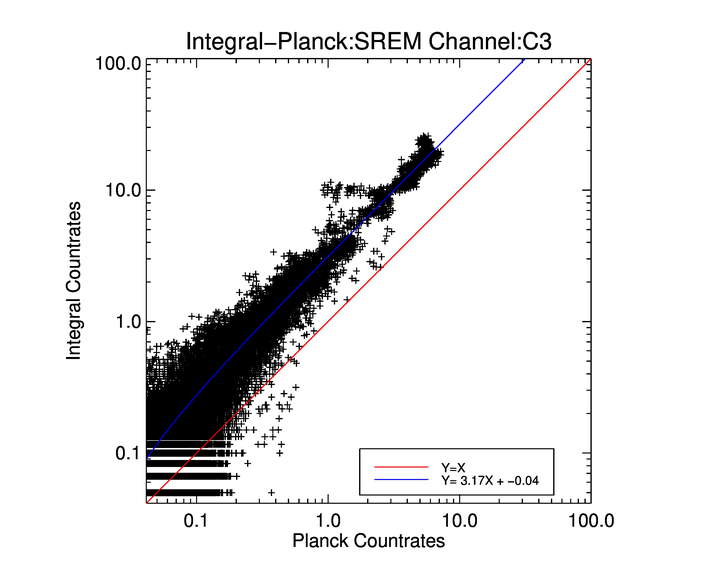 Integral−Planck:SREM Channel:C3
100.0
10.0
1.0
0.1
Integral Countrates
Y=X
Y= 3.17X + −0.04
0.1 1.0 10.0 100.0
Planck Countrates